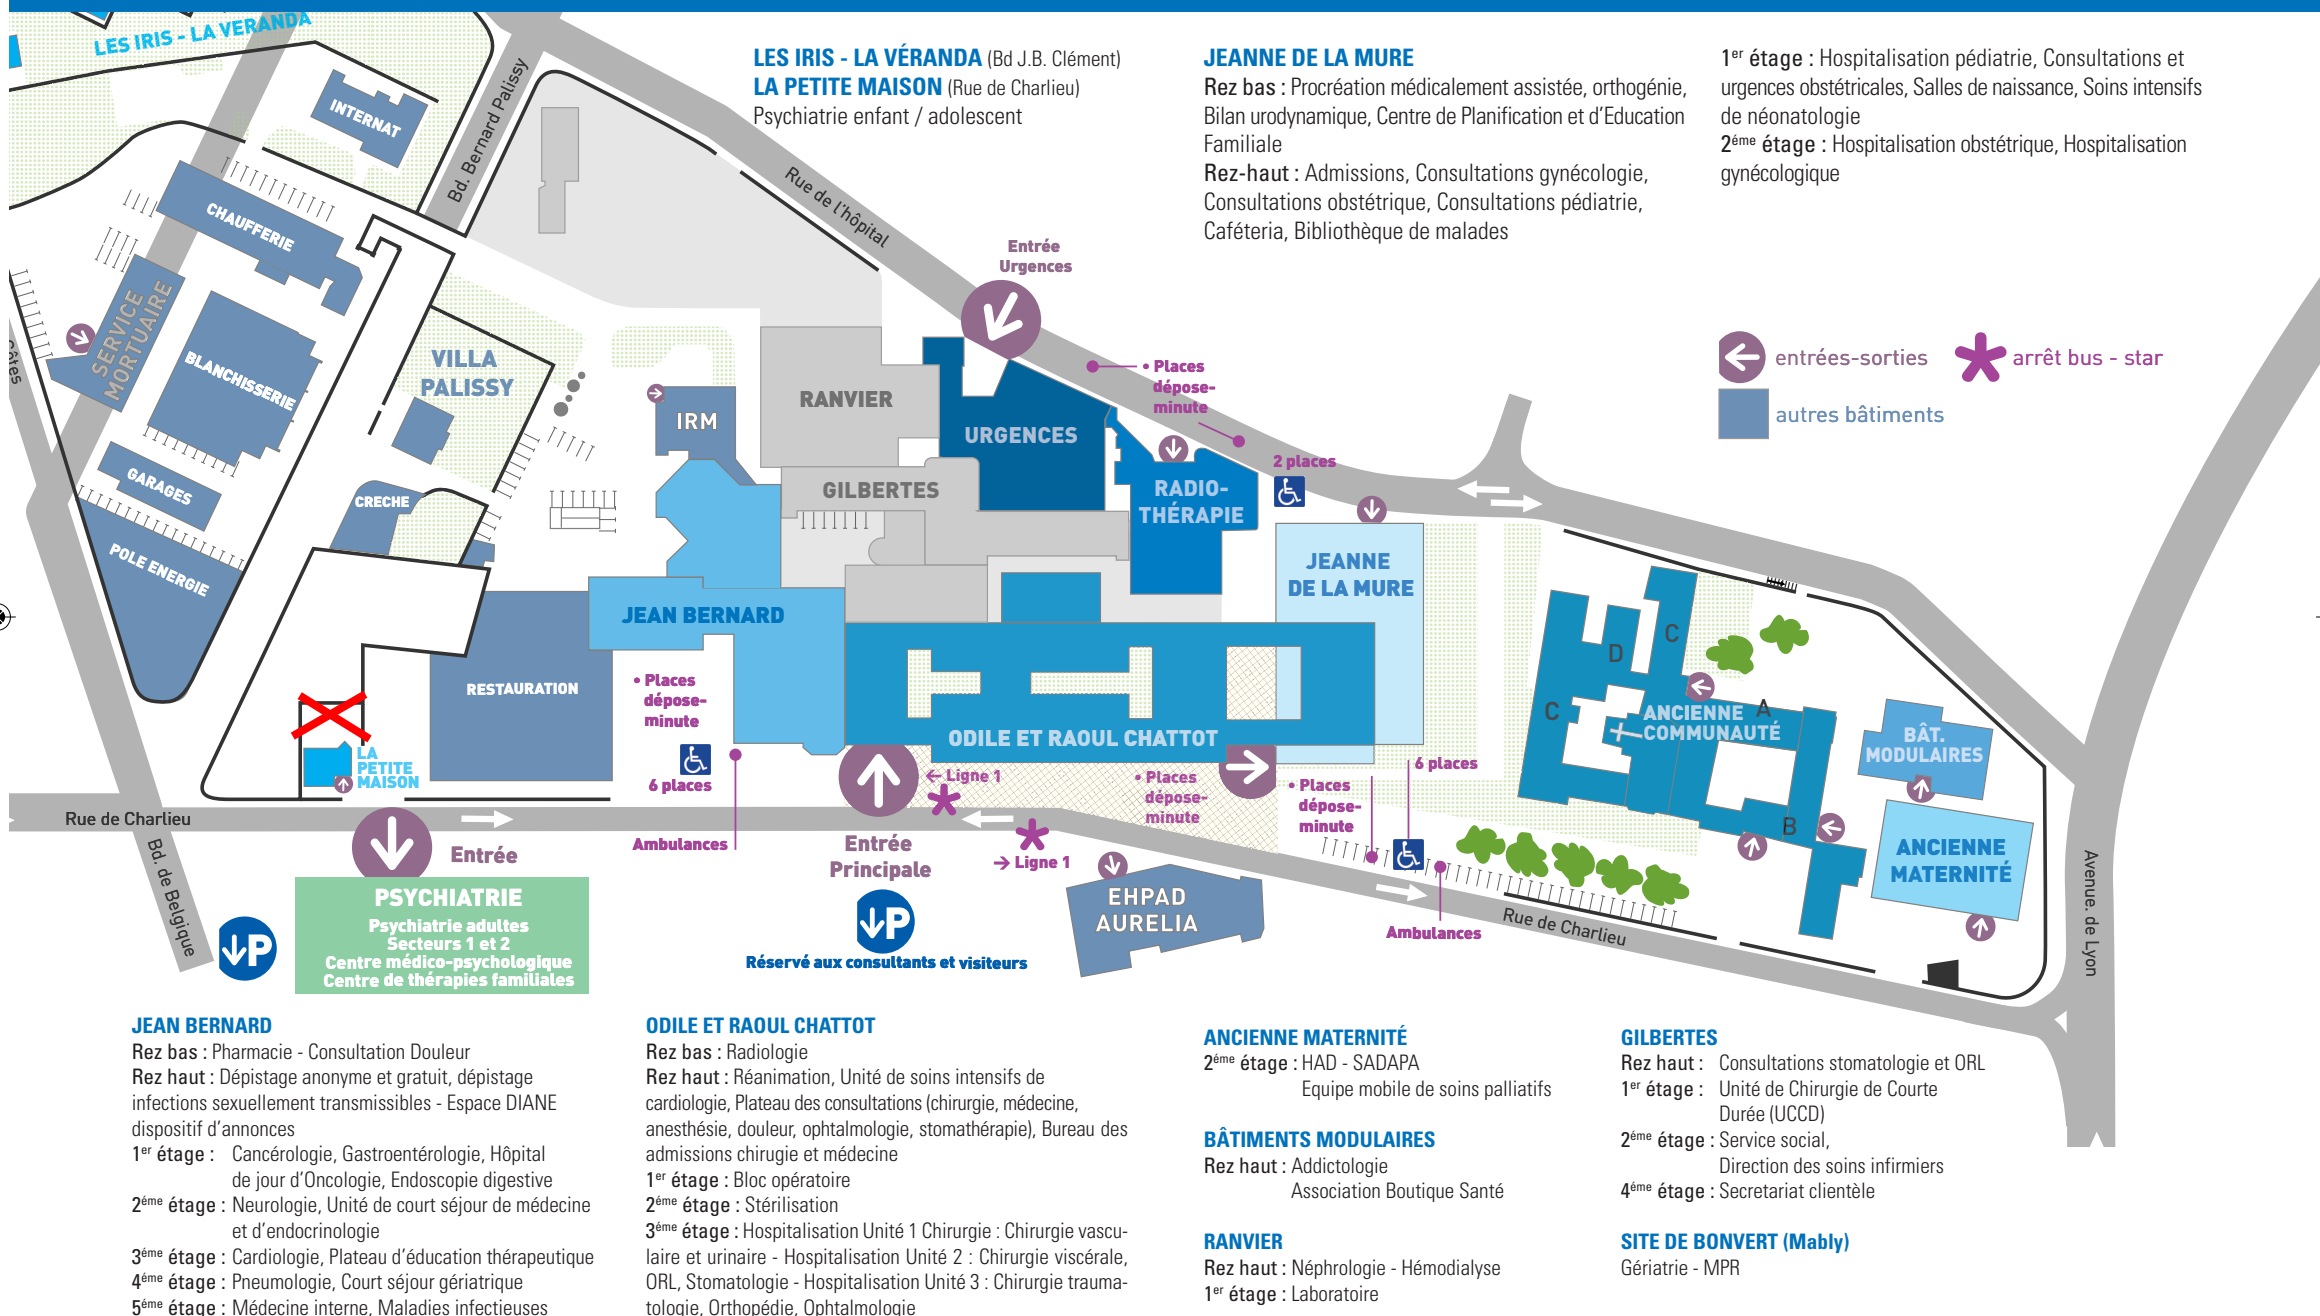 LES IRIS - LA VERANDA
LES IRIS - LA VÉRANDA (Bd J.B. Clément)
LA PETITE MAISON (Rue de Charlieu)
Psychiatrie enfant / adolescent
JEANNE DE LA MURE
Rez bas : Procréation médicalement assistée, orthogénie,
Bilan urodynamique, Centre de Planification et d'Education
Familiale
Rez-haut : Admissions, Consultations gynécologie,
Consultations obstétrique, Consultations pédiatrie,
Caféteria, Bibliothèque de malades
1er étage : Hospitalisation pédiatrie, Consultations et
urgences obstétricales, Salles de naissance, Soins intensifs
de néonatologie
2éme étage : Hospitalisation obstétrique, Hospitalisation
gynécologique
entrées-sorties
arrêt bus - star
autres bâtiments
INTERNAT
Bd. Bernard Palissy
Rue de l'hôpital
Entrée
Urgences
CHAUFFERIE
SERVICE
MORTUAIRE
BLANCHISSERIE
VILLA
PALISSY
GARAGES
CRECHE
POLE ENERGIE
IRM
RANVIER
URGENCES
GILBERTES
• Places
dépose-
minute
2 places
RADIO-
THÉRAPIE
JEANNE
DE LA MURE
JEAN BERNARD
RESTAURATION
• Places
dépose-
minute
6 places
Ambulances
ODILE ET RAOUL CHATTOT
LA
PETITE
MAISON
Rue de Charlieu
Bd. de Belgique
Entrée
PSYCHIATRIE
Psychiatrie adultes
Secteurs 1 et 2
Centre médico-psychologique
Centre de thérapies familiales
P
← Ligne 1
→ Ligne 1
Entrée
Principale
P
Réservé aux consultants et visiteurs
• Places
dépose-
minute
• Places
dépose-
minute
6 places
Ambulances
EHPAD
AURELIA
Rue de Charlieu
C
D
C
A
B
ANCIENNE
COMMUNAUTÉ
BÂT.
MODULAIRES
ANCIENNE
MATERNITÉ
Avenue. de Lyon
JEAN BERNARD
Rez bas : Pharmacie - Consultation Douleur
Rez haut : Dépistage anonyme et gratuit, dépistage
infections sexuellement transmissibles - Espace DIANE
dispositif d'annonces
1er étage : Cancérologie, Gastroentérologie, Hôpital
de jour d'Oncologie, Endoscopie digestive
2éme étage : Neurologie, Unité de court séjour de médecine
et d'endocrinologie
3éme étage : Cardiologie, Plateau d'éducation thérapeutique
4éme étage : Pneumologie, Court séjour gériatrique
5éme étage : Médecine interne, Maladies infectieuses
ODILE ET RAOUL CHATTOT
Rez bas : Radiologie
Rez haut : Réanimation, Unité de soins intensifs de
cardiologie, Plateau des consultations (chirurgie, médecine,
anesthésie, douleur, ophtalmologie, stomathérapie), Bureau des
admissions chirugie et médecine
1er étage : Bloc opératoire
2éme étage : Stérilisation
3éme étage : Hospitalisation Unité 1 Chirurgie : Chirurgie vascu-
laire et urinaire - Hospitalisation Unité 2 : Chirurgie viscérale,
ORL, Stomatologie - Hospitalisation Unité 3 : Chirurgie trauma-
tologie, Orthopédie, Ophtalmologie
ANCIENNE MATERNITÉ
2éme étage : HAD - SADAPA
Equipe mobile de soins palliatifs
BÂTIMENTS MODULAIRES
Rez haut : Addictologie
Association Boutique Santé
RANVIER
Rez haut : Néphrologie - Hémodialyse
1er étage : Laboratoire
GILBERTES
Rez haut : Consultations stomatologie et ORL
1er étage : Unité de Chirurgie de Courte
Durée (UCCD)
2éme étage : Service social,
Direction des soins infirmiers
4éme étage : Secretariat clientèle
SITE DE BONVERT (Mably)
Gériatrie - MPR